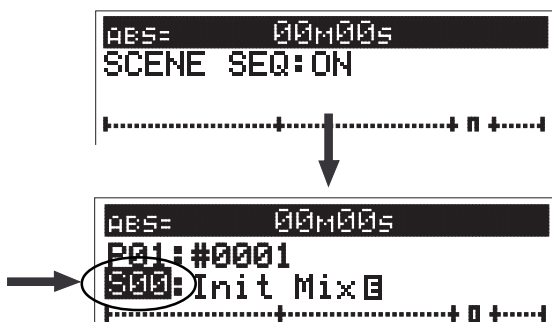 ABS= 00M00s
SCENE SEQ:ON
ABS= 00M00s
P01:#0001
S00:Init Mix E